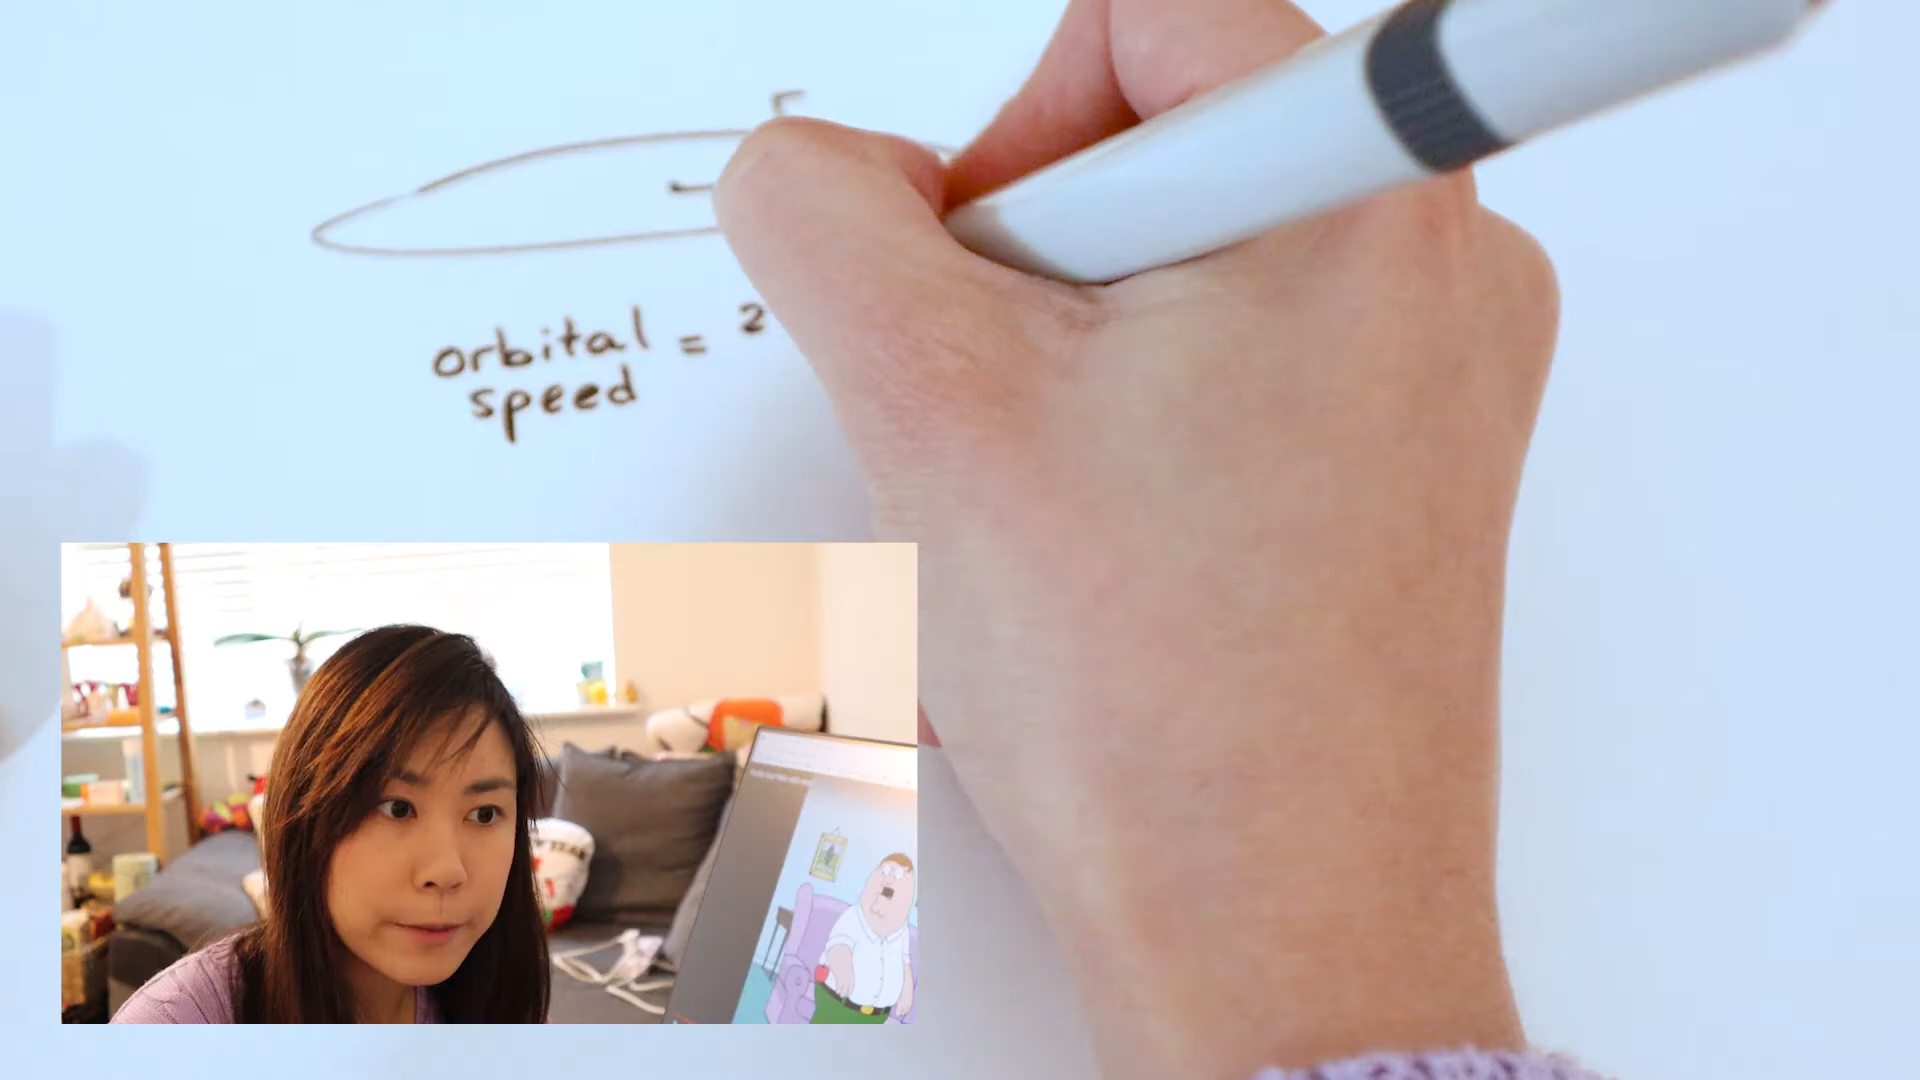 r
orbital = 2
speed